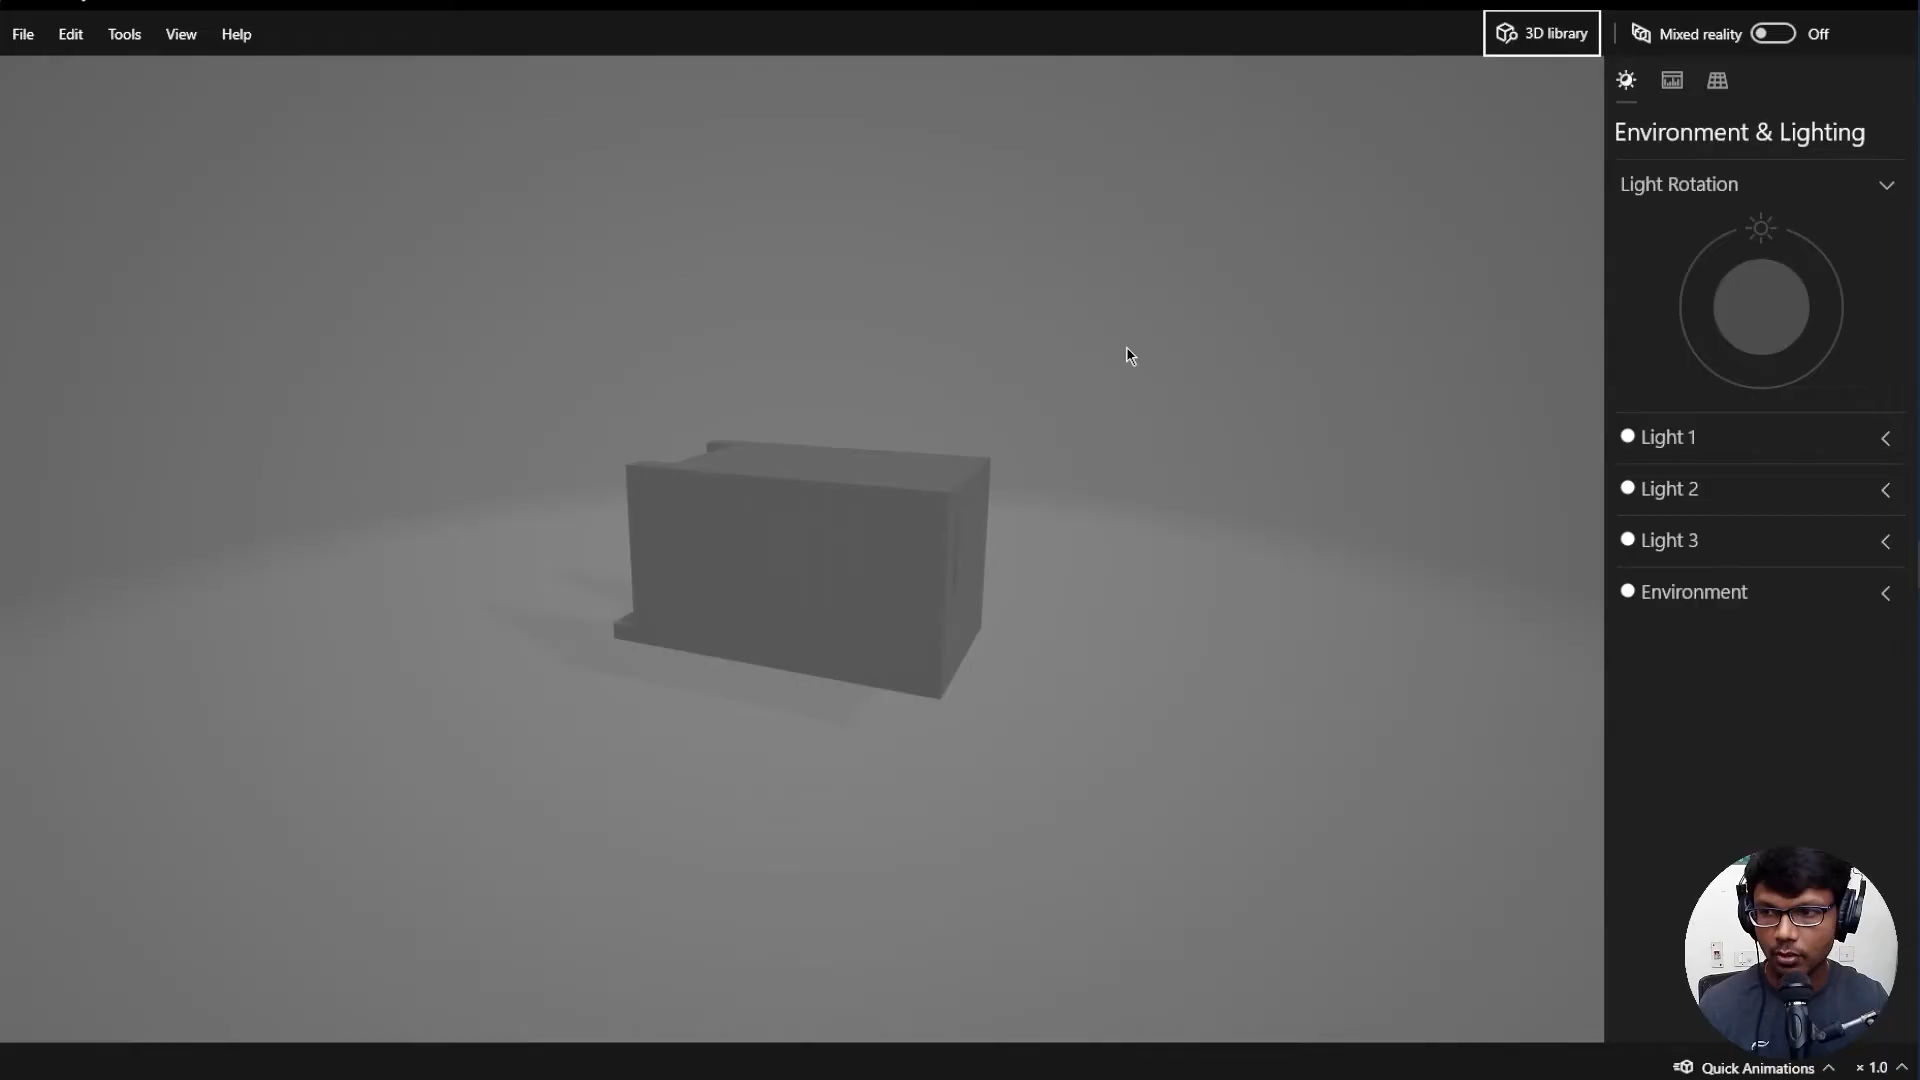 File Edit Tools View Help
3D library
Mixed reality Off
Environment & Lighting
Light Rotation
Light 1
Light 2
Light 3
Environment
Quick Animations × 1.0